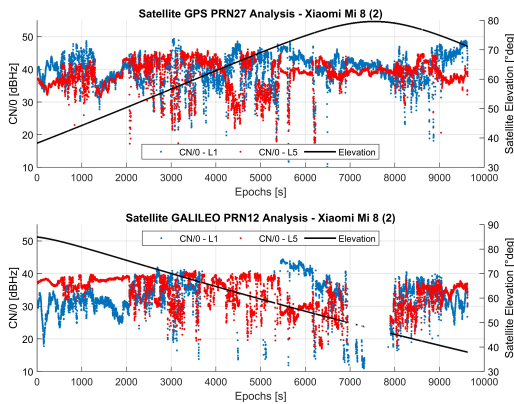 Satellite GPS PRN27 Analysis - Xiaomi Mi 8 (2)
CN/0 [dBHz]
50
40
30
20
10
80
70
60
50
40
30
Satellite Elevation [°deg]
CN/0 - L1 CN/0 - L5 Elevation
0 1000 2000 3000 4000 5000 6000 7000 8000 9000 10000
Epochs [s]
Satellite GALILEO PRN12 Analysis - Xiaomi Mi 8 (2)
CN/0 - L1 CN/0 - L5 Elevation
CN/0 [dBHz]
50
40
30
20
10
90
80
70
60
50
40
30
Satellite Elevation [°deg]
0 1000 2000 3000 4000 5000 6000 7000 8000 9000 10000
Epochs [s]